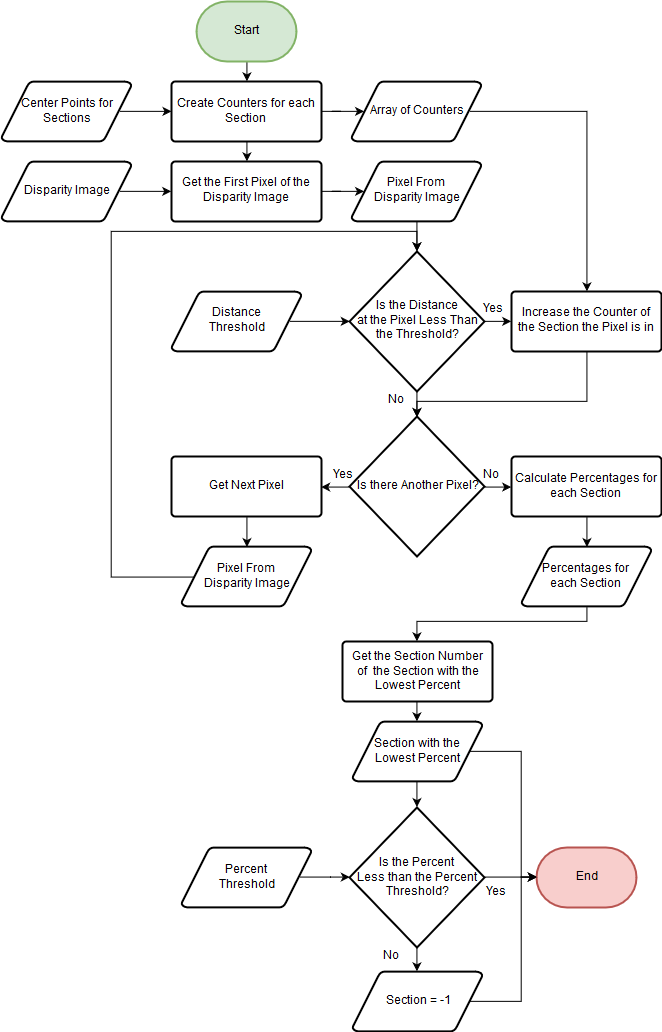 Start
Center Points for
Sections
Create Counters for each
Section
Array of Counters
Disparity Image
Get the First Pixel of the
Disparity Image
Pixel From
Disparity Image
Distance
Threshold
Is the Distance
at the Pixel Less Than
the Threshold?
Yes
Increase the Counter of
the Section the Pixel is in
No
Get Next Pixel
Yes
Is there Another Pixel?
No
Calculate Percentages for
each Section
Pixel From
Disparity Image
Percentages for
each Section
Get the Section Number
of the Section with the
Lowest Percent
Section with the
Lowest Percent
Percent
Threshold
Is the Percent
Less than the Percent
Threshold?
Yes
End
No
Section = -1